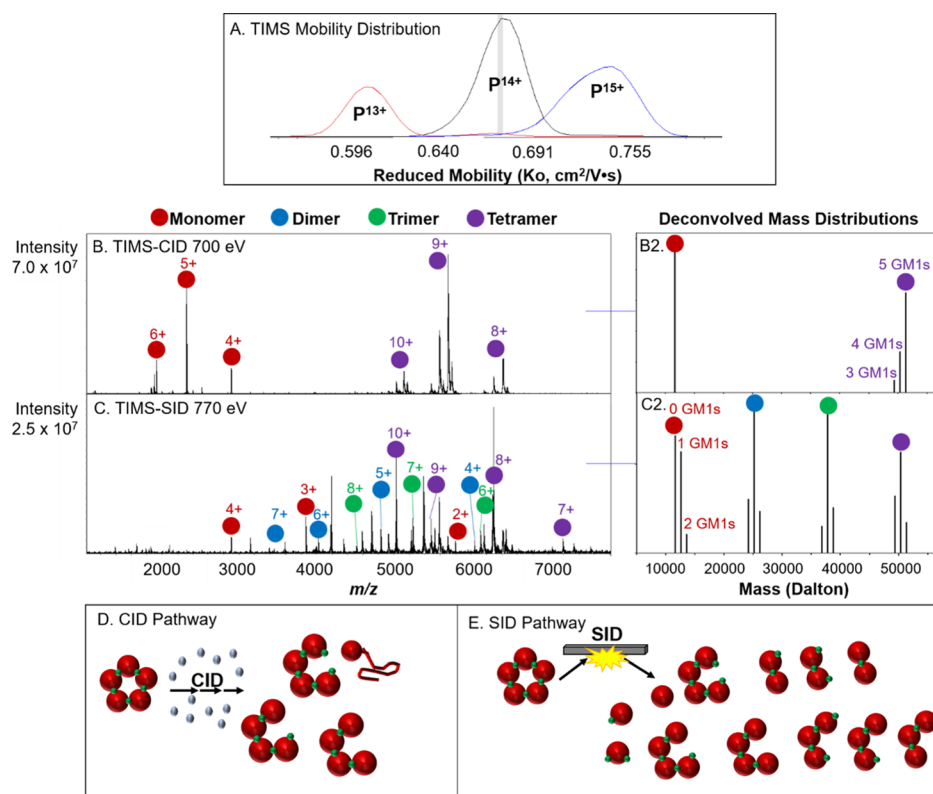 A. TIMS Mobility Distribution
P13+
P14+
P15+
0.596 0.640 0.691 0.755
Reduced Mobility (Ko, cm2/V•s)
Monomer Dimer Trimer Tetramer
Deconvolved Mass Distributions
Intensity
7.0 x 10^7
B. TIMS-CID 700 eV
6+
5+
4+
10+
9+
8+
B2.
5 GM1s
4 GM1s
3 GM1s
Intensity
2.5 x 10^7
C. TIMS-SID 770 eV
4+
7+
3+
6+
8+
5+
10+
7+
9+
4+
2+
6+
8+
7+
C2.
0 GM1s
1 GM1s
2 GM1s
2000 3000 4000 5000 6000 7000
m/z
10000 20000 30000 40000 50000
Mass (Dalton)
D. CID Pathway
CID
E. SID Pathway
SID